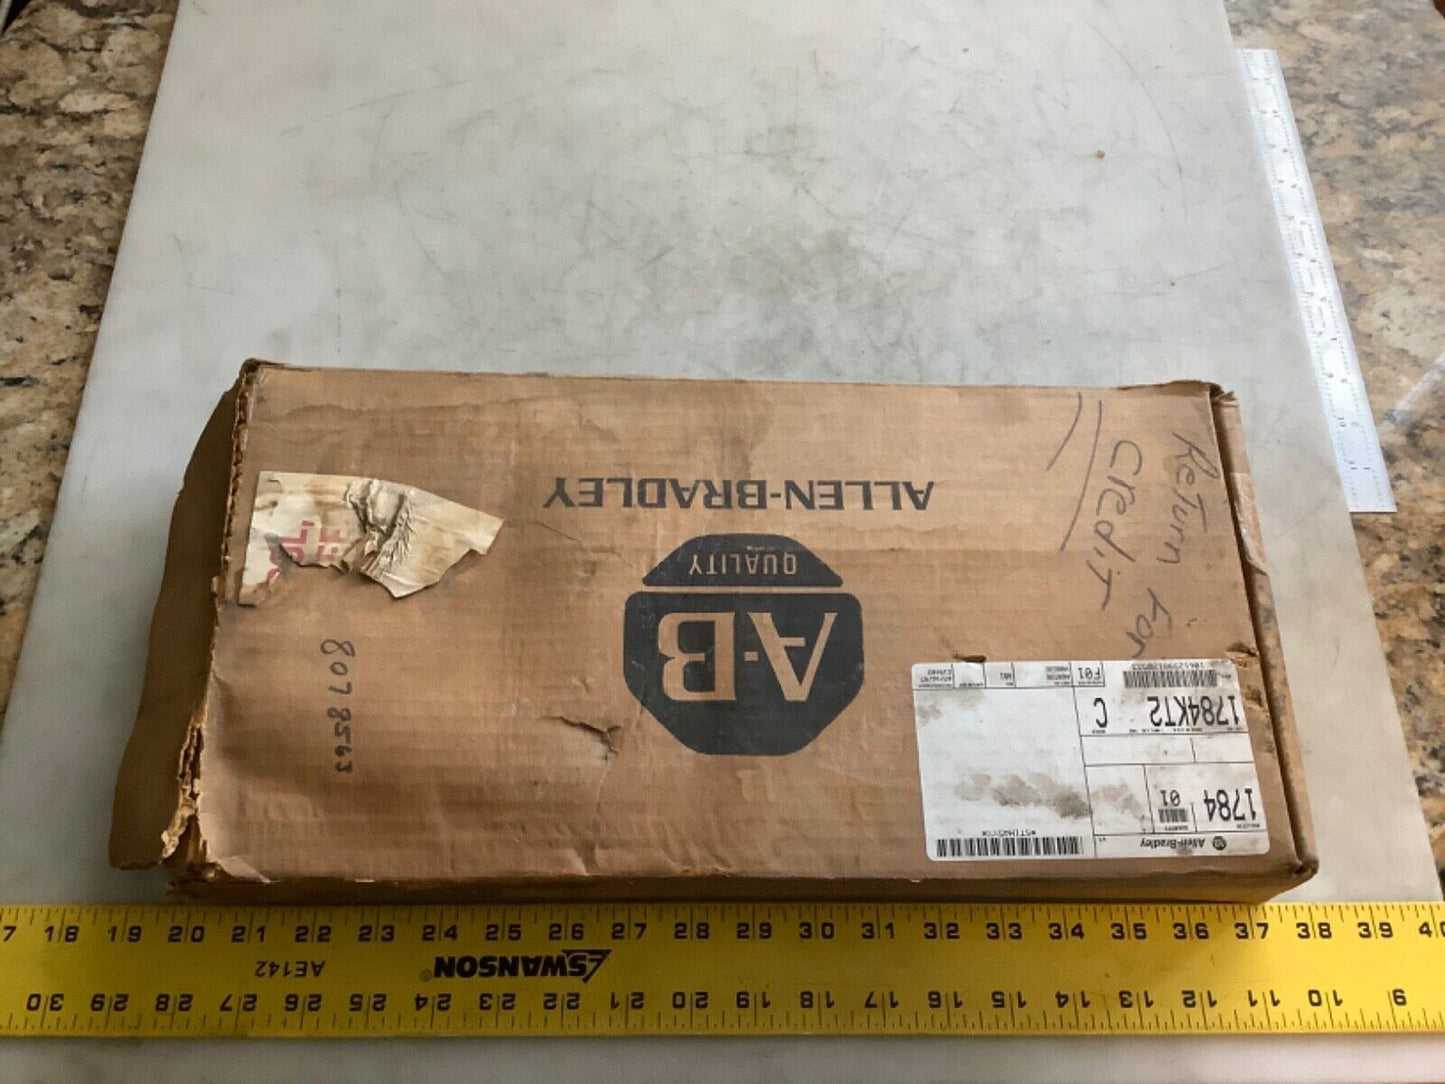 ALLEN-BRADLEY
QUALITY
A-B
Return For
Credit
8078563
Allen-Bradley
1784
01
1784KT2
C
F01
17 18 19 20 21 22 23 24 25 26 27 28 29 30 31 32 33 34 35 36 37 38 39 40
SWANSON®
AE142
30 29 28 27 26 25 24 23 22 21 20 19 18 17 16 15 14 13 12 11 10 9